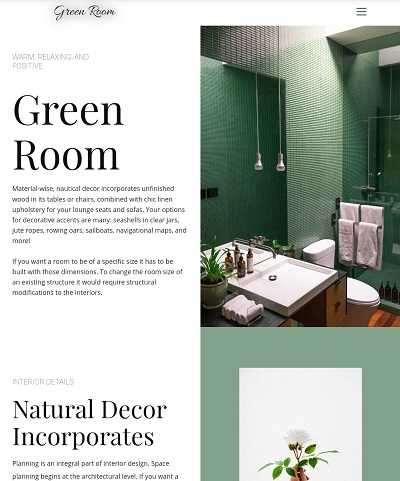 Green Room
WARM, RELAXING, AND
POSITIVE
Green
Room
Material-wise, nautical decor incorporates unfinished
wood in its tables or chairs, combined with chic linen
upholstery for your lounge seats and sofas. Your options
for decorative accents are many: seashells in clear jars,
jute ropes, rowing oars, sailboats, navigational maps, and
more!
If you want a room to be of a specific size it has to be
built with those dimensions. To change the room size of
an existing structure it would require structural
modifications to the interiors.
INTERIOR DETAILS
Natural Decor
Incorporates
Planning is an integral part of interior design. Space
planning begins at the architectural level. If you want a